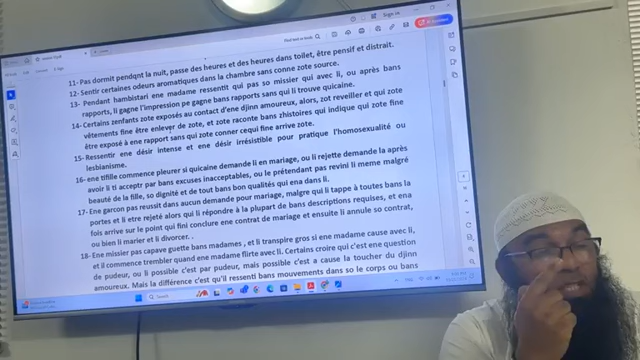 Sign in
Find text or tools
11- Pas dormit pendqnt la nuit, passe des heures et des heures dans toilet, être pensif et distrait.
12- Sentir certaines odeurs aromatiques dans la chambre sans conne zote source.
13- Pendant hambistari ene madame ressentit qui pas so missier qui avec li, ou après bans
rapports, li gagne l'impression pe gagne bans rapports sans qui li trouve quicaine.
14- Certains zenfants zote exposés au contact d'ene djinn amoureux, alors, zot reveiller et qui zote
vêtements fine être enlever de zote, et zote raconte bans zhistoires qui indique qui zote fine
être exposé à ene rapport sans qui zote conner cequi fine arrive zote.
15- Ressentir ene désir intense et ene désir irrésistible pour pratique l'homosexualité ou
lesbianisme.
16- ene tifille commence pleurer si quicaine demande li en mariage, ou li rejette demande la après
avoir li ti acceptr par bans excuses inacceptables, ou le prétendant pas revini li meme malgré
beauté de la fille, so dignité et de tout bans bon qualités qui ena dans li.
17- Ene garcon pas reussit dans aucun demande pour mariage, malgre qui li tappe à toutes bans la
portes et li etre rejeté alors qui li répondre à la plupart de bans descriptions requises, et ena
fois arrive sur le point qui fini conclure ene contrat de mariage et ensuite li annule so contrat,
ou bien li marier et li divorcer. .
18- Ene missier pas capave guette bans madames , et li transpire gros si ene madame cause avec li,
et li commence trembler quand ene madame flirte avec li. Certains croire qui c'est ene question
de pudeur, ou li possible c'est par pudeur, mais possible c'est a cause la toucher du djinn
amoureux. Mais la différence c'est qu'il ressenti bans mouvements dans so le corps ou bans
Search